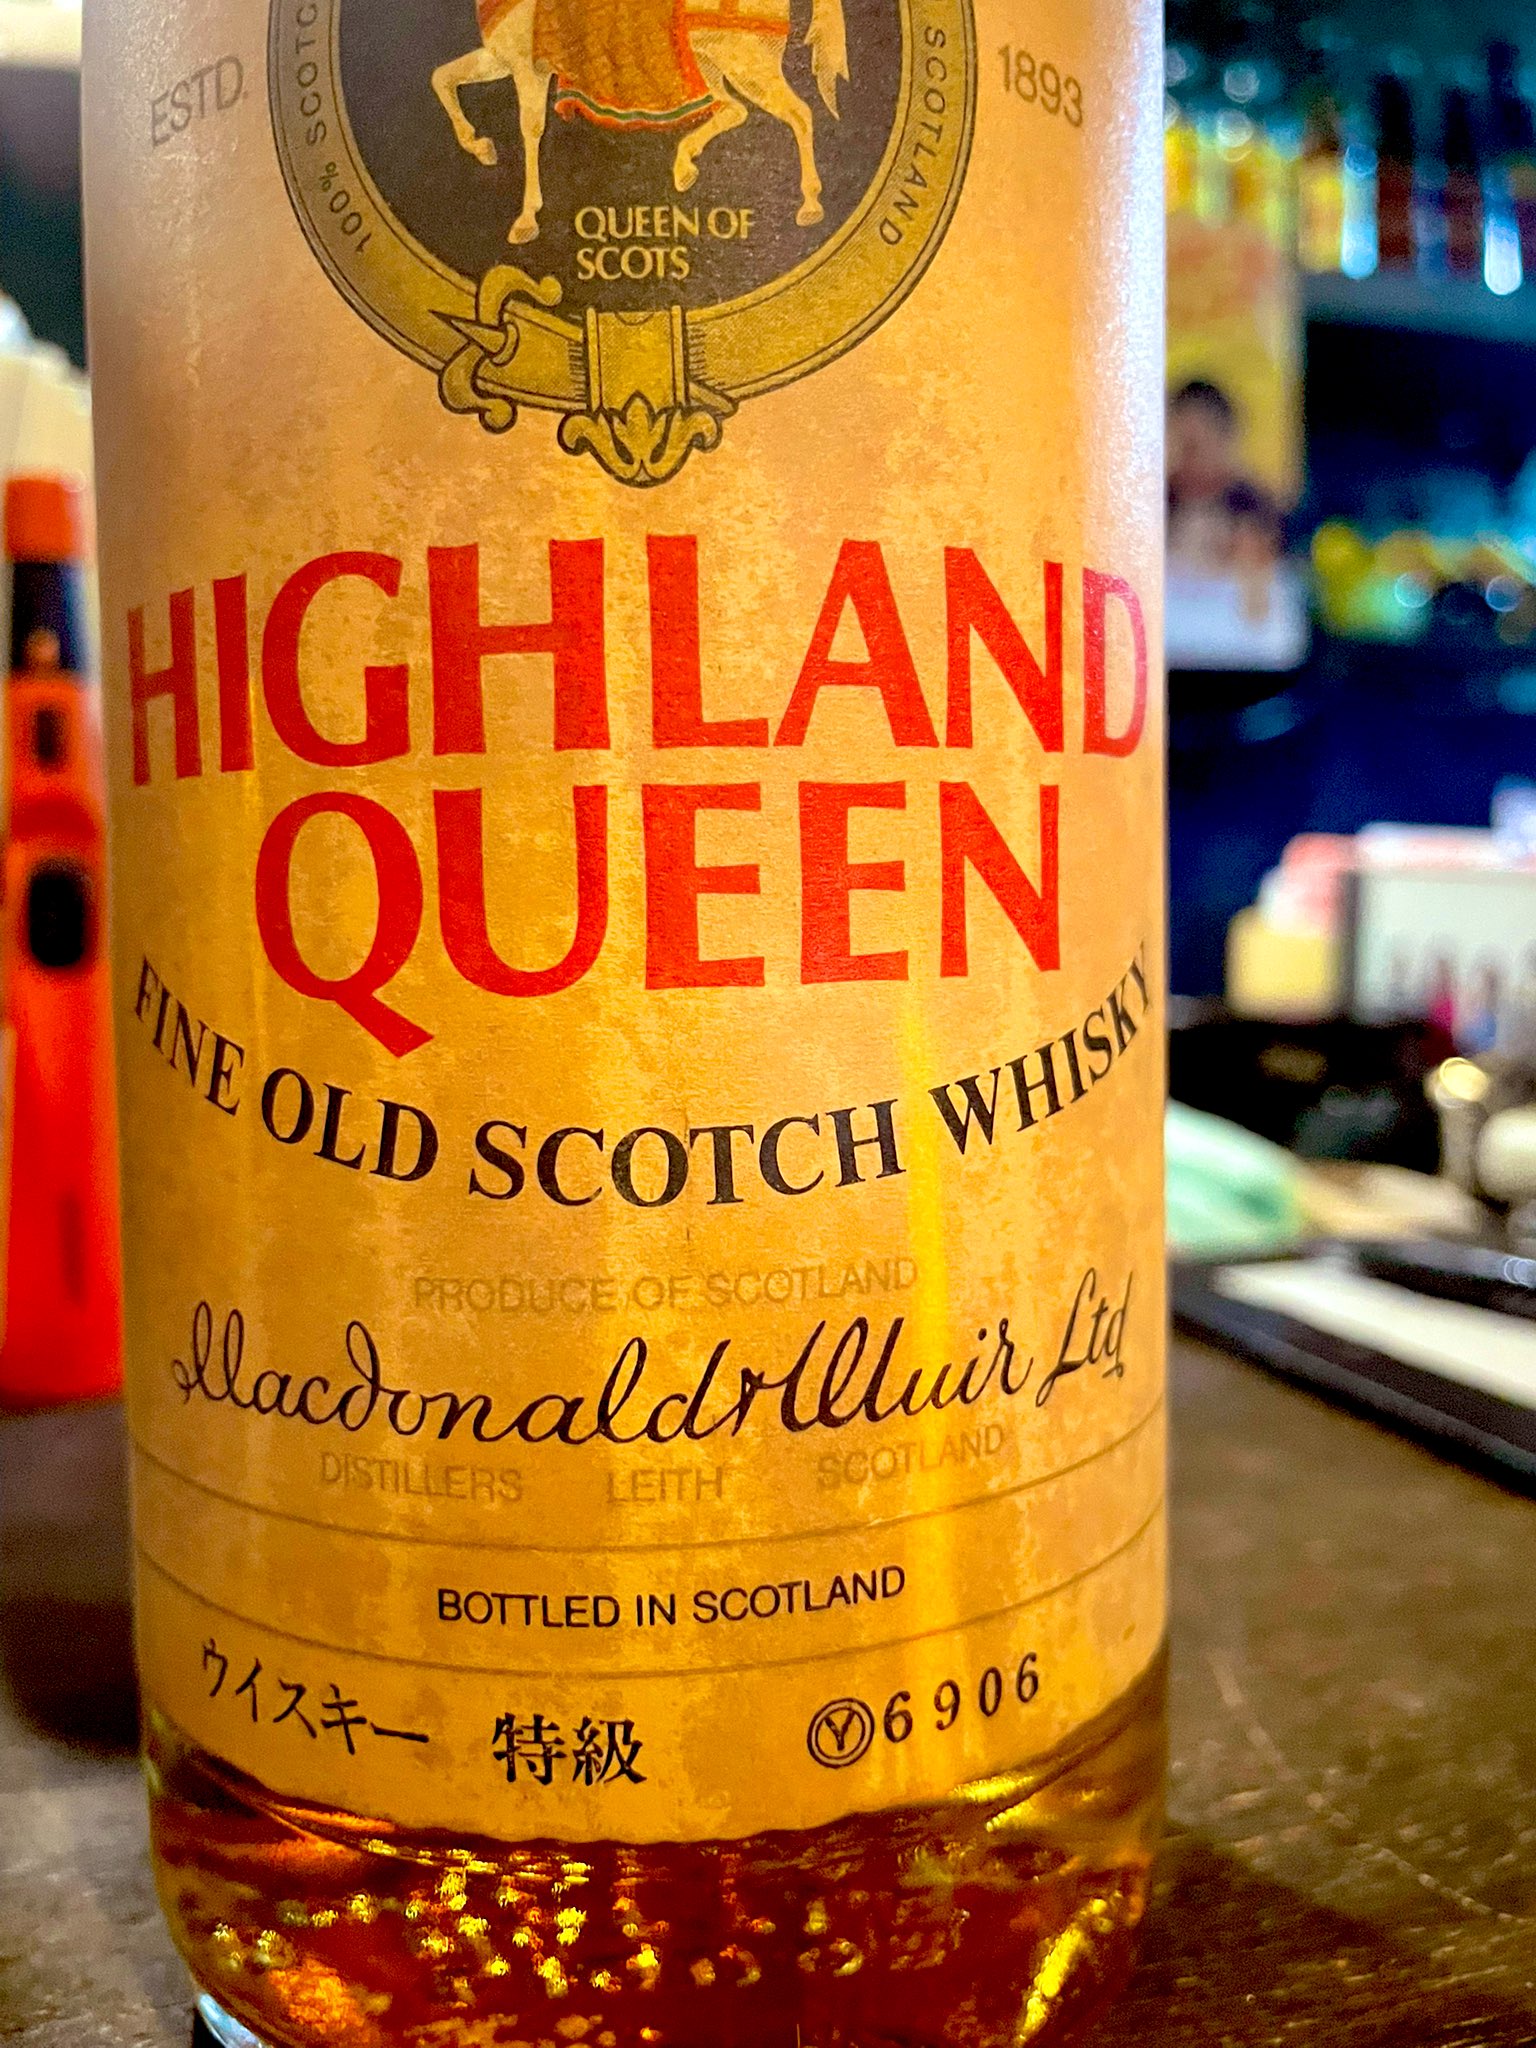 ESTD. 1893
100% SCOTCH
SCOTLAND
QUEEN OF
SCOTS
HIGHLAND
QUEEN
FINE OLD SCOTCH WHISKY
PRODUCE OF SCOTLAND
Macdonald & Muir Ltd
DISTILLERS LEITH SCOTLAND
BOTTLED IN SCOTLAND
ウイスキー 特級 Ⓨ6906